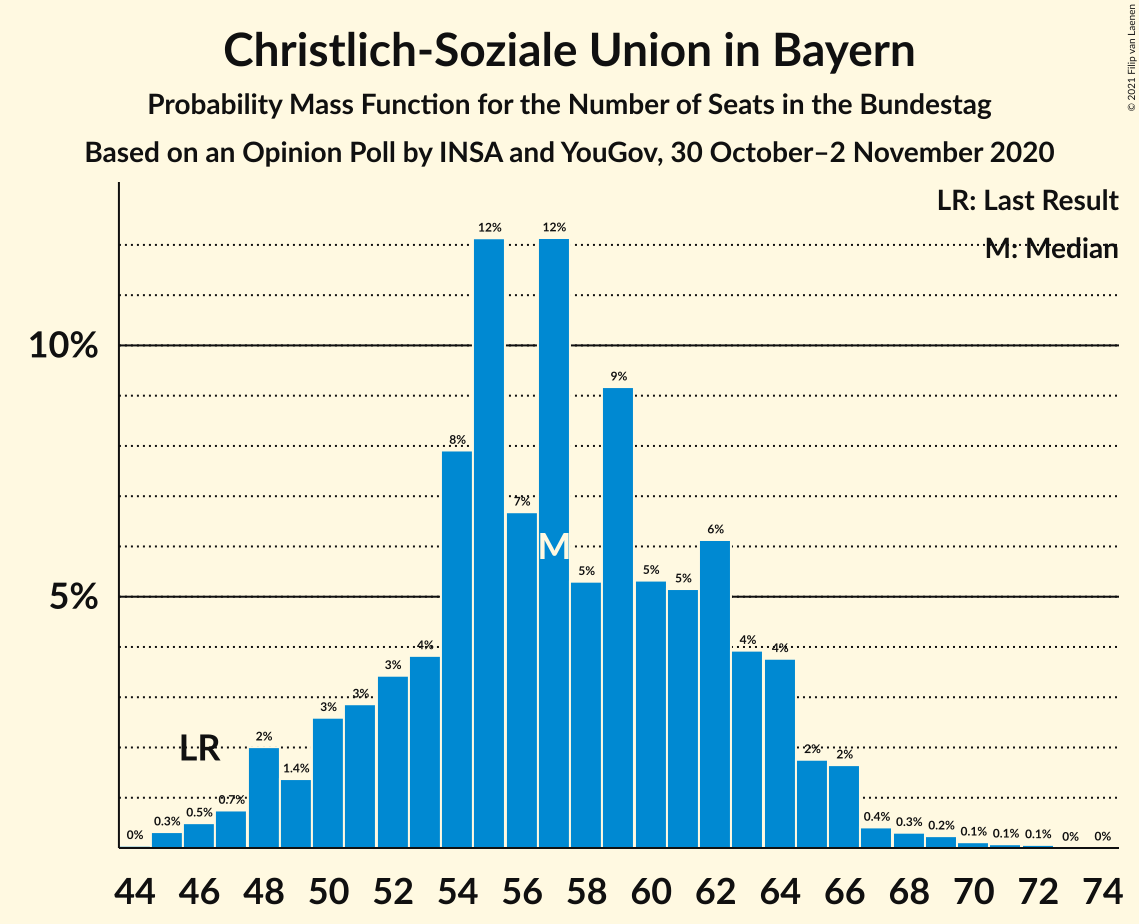 Christlich-Soziale Union in Bayern
Probability Mass Function for the Number of Seats in the Bundestag
Based on an Opinion Poll by INSA and YouGov, 30 October–2 November 2020
© 2021 Filip van Laenen
LR: Last Result
M: Median
10%
5%
LR
M
0% 0.3% 0.5% 0.7% 2% 1.4% 3% 3% 3% 4% 8% 12% 7% 12% 5% 9% 5% 5% 6% 4% 4% 2% 2% 0.4% 0.3% 0.2% 0.1% 0.1% 0.1% 0% 0%
44 46 48 50 52 54 56 58 60 62 64 66 68 70 72 74